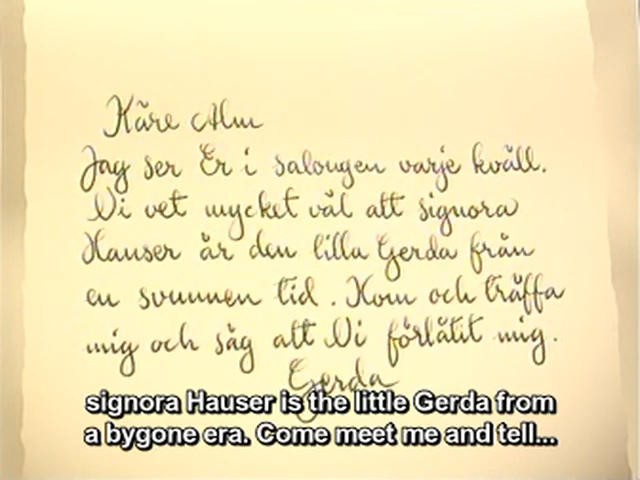 Käre Alm
Jag ser Er i salongen varje kväll.
Ni vet mycket väl att signora
Hauser är den lilla Gerda från
en svunnen tid. Kom och träffa
mig och säg att Ni förlåtit mig.
Gerda
signora Hauser is the little Gerda from
a bygone era. Come meet me and tell...